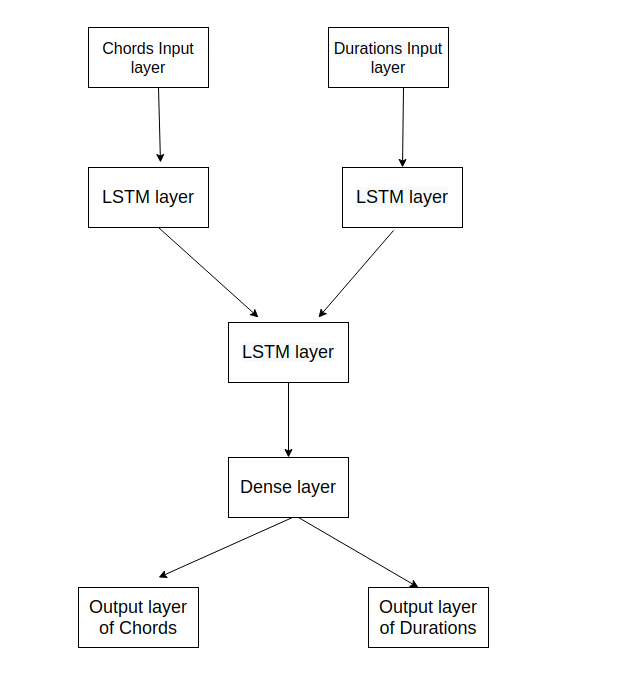 Chords Input
layer
Durations Input
layer
LSTM layer
LSTM layer
LSTM layer
Dense layer
Output layer
of Chords
Output layer
of Durations